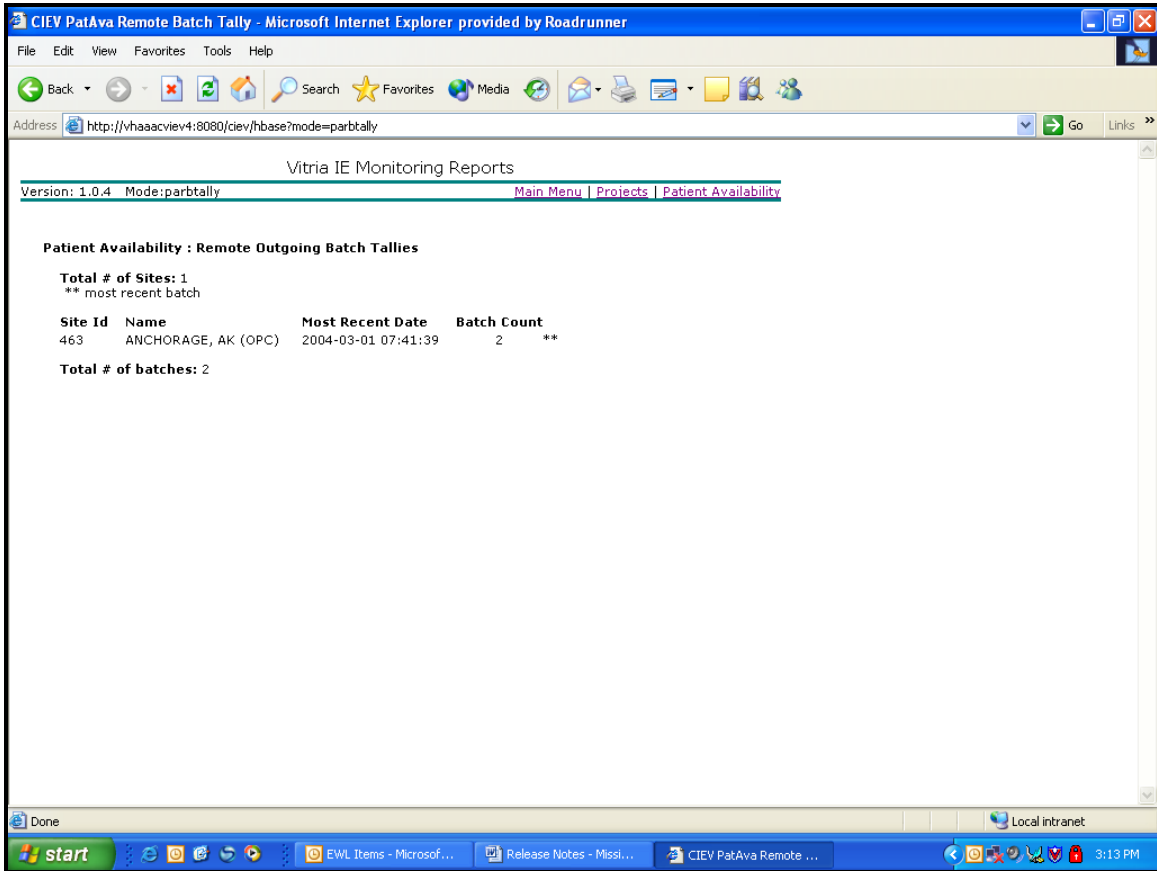 CIEV PatAva Remote Batch Tally - Microsoft Internet Explorer provided by Roadrunner
File Edit View Favorites Tools Help
Back Search Favorites Media
Address http://vhaaacviev4:8080/ciev/hbase?mode=parbtally Go Links »
Vitria IE Monitoring Reports
Version: 1.0.4 Mode:parbtally Main Menu | Projects | Patient Availability
Patient Availability : Remote Outgoing Batch Tallies
Total # of Sites: 1
** most recent batch
Site Id Name Most Recent Date Batch Count
463 ANCHORAGE, AK (OPC) 2004-03-01 07:41:39 2 **
Total # of batches: 2
Done Local intranet
start EWL Items - Microsof... Release Notes - Missi... CIEV PatAva Remote ... 3:13 PM